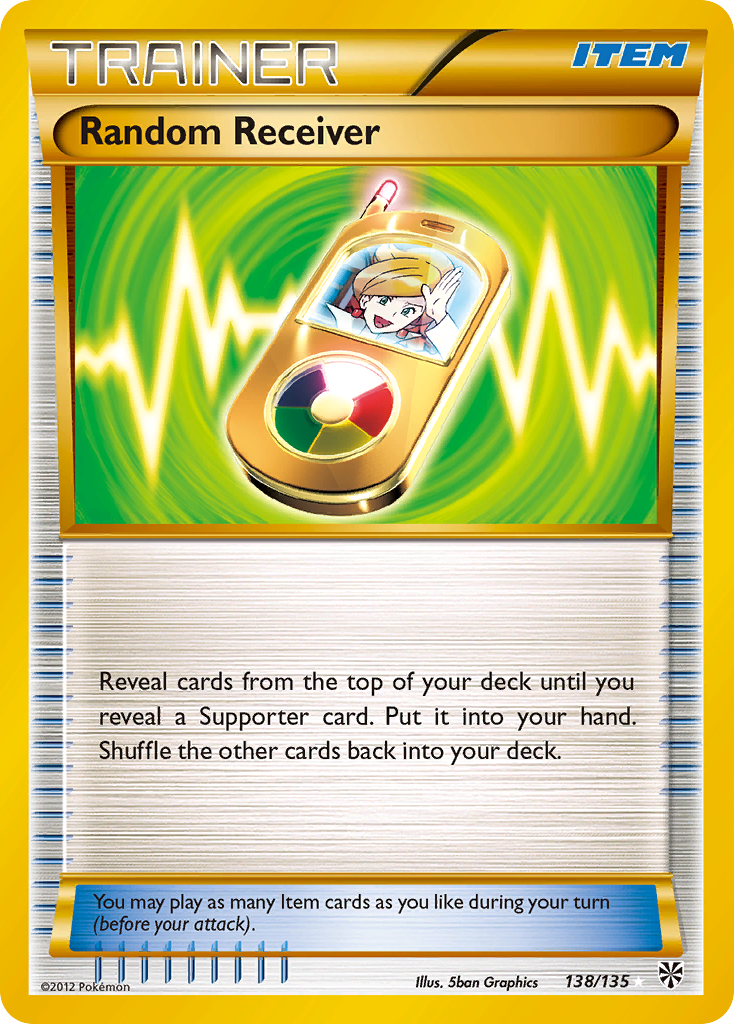 TRAINER
ITEM
Random Receiver
Reveal cards from the top of your deck until you
reveal a Supporter card. Put it into your hand.
Shuffle the other cards back into your deck.
You may play as many Item cards as you like during your turn
(before your attack).
©2012 Pokémon
Illus. 5ban Graphics
138/135